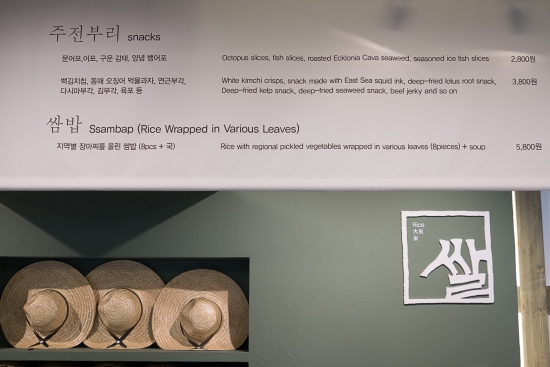 주전부리 snacks
문어포,어포, 구운 감태, 양념 뱅어포 Octopus slices, fish slices, roasted Ecklonia Cava seaweed, seasoned ice fish slices 2,800원
백김치칩, 동해 오징어 먹물과자, 연근부각, White kimchi crisps, snack made with East Sea squid ink, deep-fried lotus root snack, 3,800원
다시마부각, 김부각, 육포 등 Deep-fried kelp snack, deep-fried seaweed snack, beef jerky and so on
쌈밥 Ssambap (Rice Wrapped in Various Leaves)
지역별 장아찌를 올린 쌈밥 (8pcs + 국) Rice with regional pickled vegetables wrapped in various leaves (8pieces) + soup 5,800원
Rice
大米
米
쌀